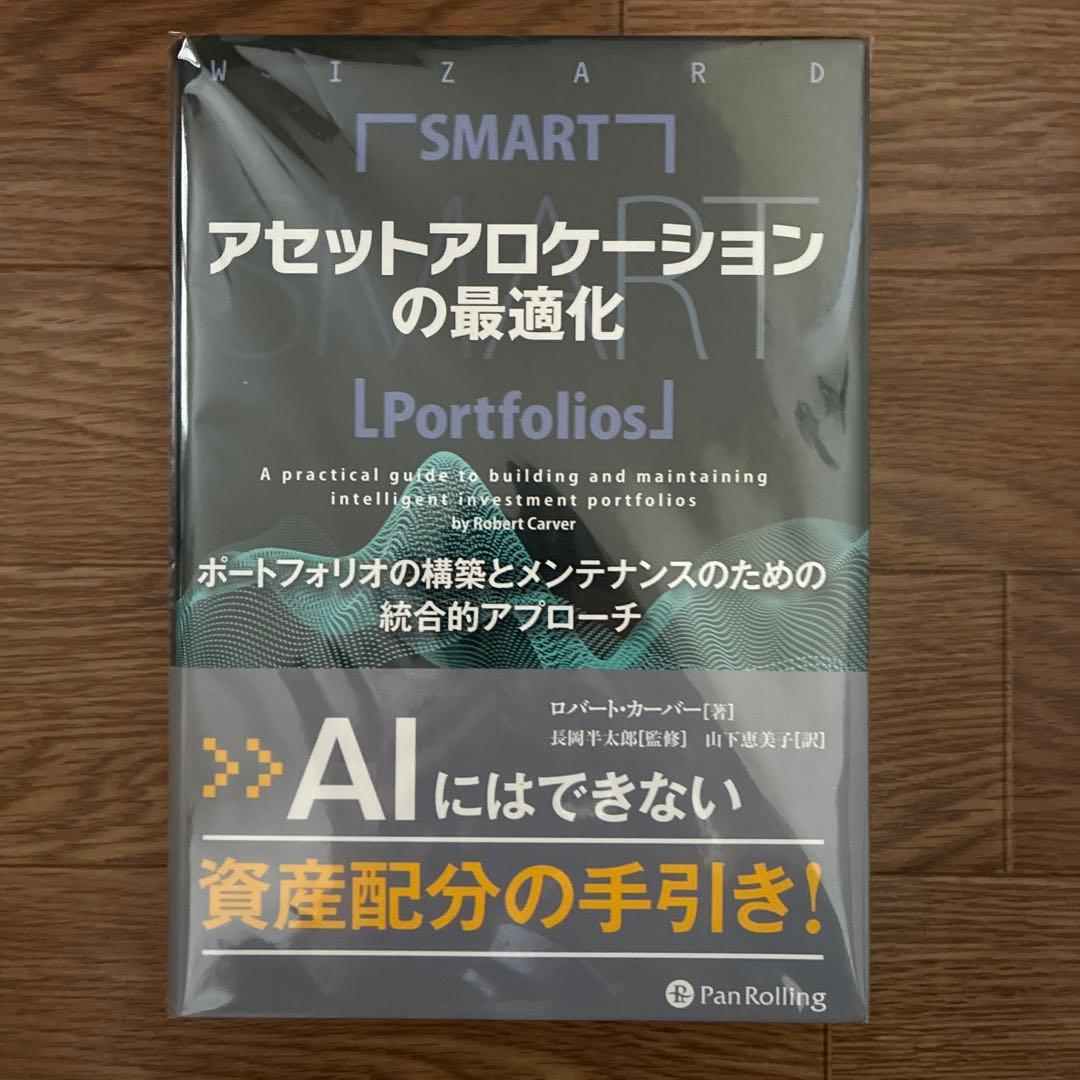 WIZARD
SMART
SMART
アセットアロケーション
の最適化
Portfolios
A practical guide to building and maintaining
intelligent investment portfolios
by Robert Carver
ポートフォリオの構築とメンテナンスのための
統合的アプローチ
ロバート・カーバー[著]
長岡半太郎[監修] 山下恵美子[訳]
>>AIにはできない
資産配分の手引き!
PanRolling